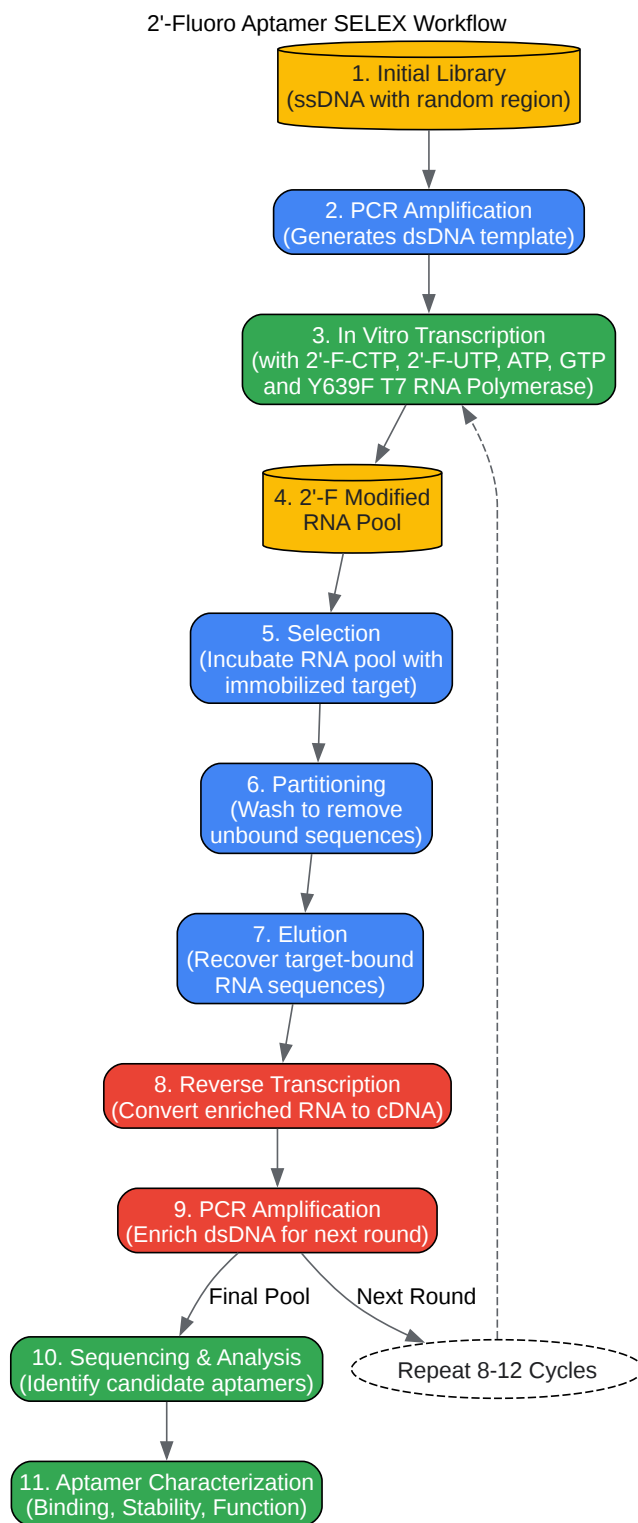 2'-Fluoro Aptamer SELEX Workflow
1. Initial Library
(ssDNA with random region)
2. PCR Amplification
(Generates dsDNA template)
3. In Vitro Transcription
(with 2'-F-CTP, 2'-F-UTP, ATP, GTP
and Y639F T7 RNA Polymerase)
4. 2'-F Modified
RNA Pool
5. Selection
(Incubate RNA pool with
immobilized target)
6. Partitioning
(Wash to remove
unbound sequences)
7. Elution
(Recover target-bound
RNA sequences)
8. Reverse Transcription
(Convert enriched RNA to cDNA)
9. PCR Amplification
(Enrich dsDNA for next round)
Final Pool
Next Round
10. Sequencing & Analysis
(Identify candidate aptamers)
Repeat 8-12 Cycles
11. Aptamer Characterization
(Binding, Stability, Function)